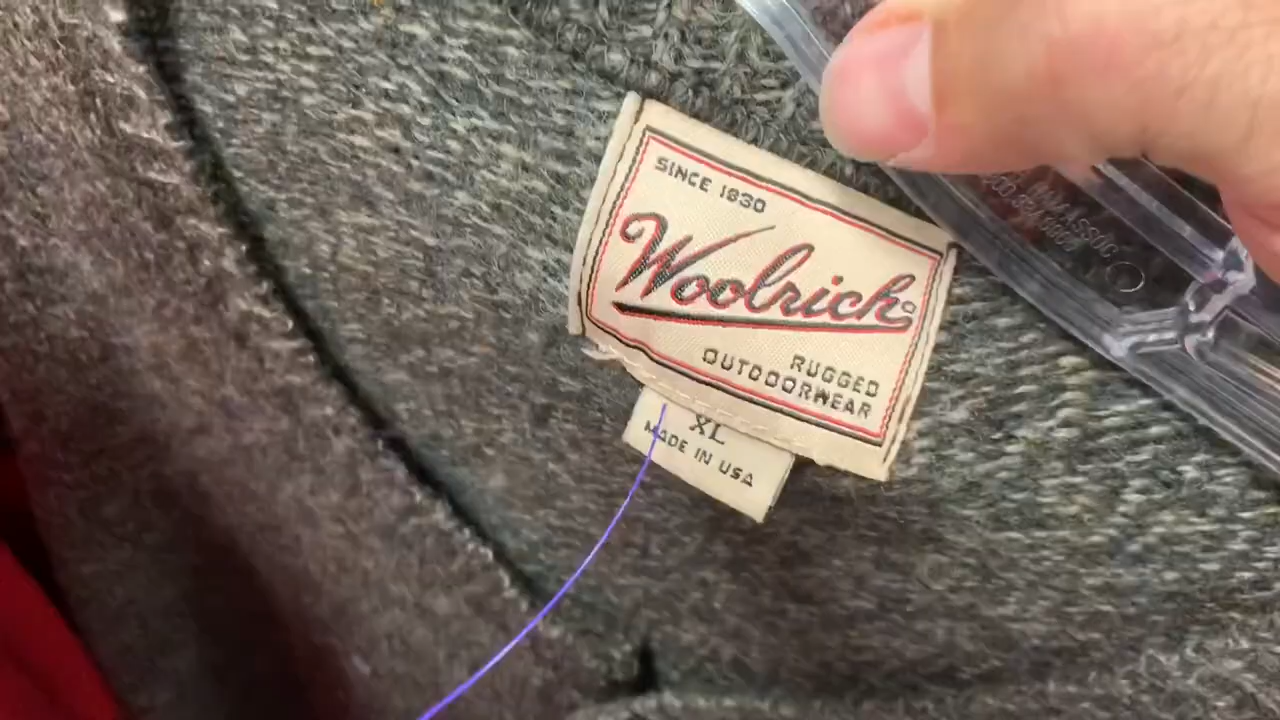 SINCE 1830
Woolrich
RUGGED
OUTDOORWEAR
XL
MADE IN USA